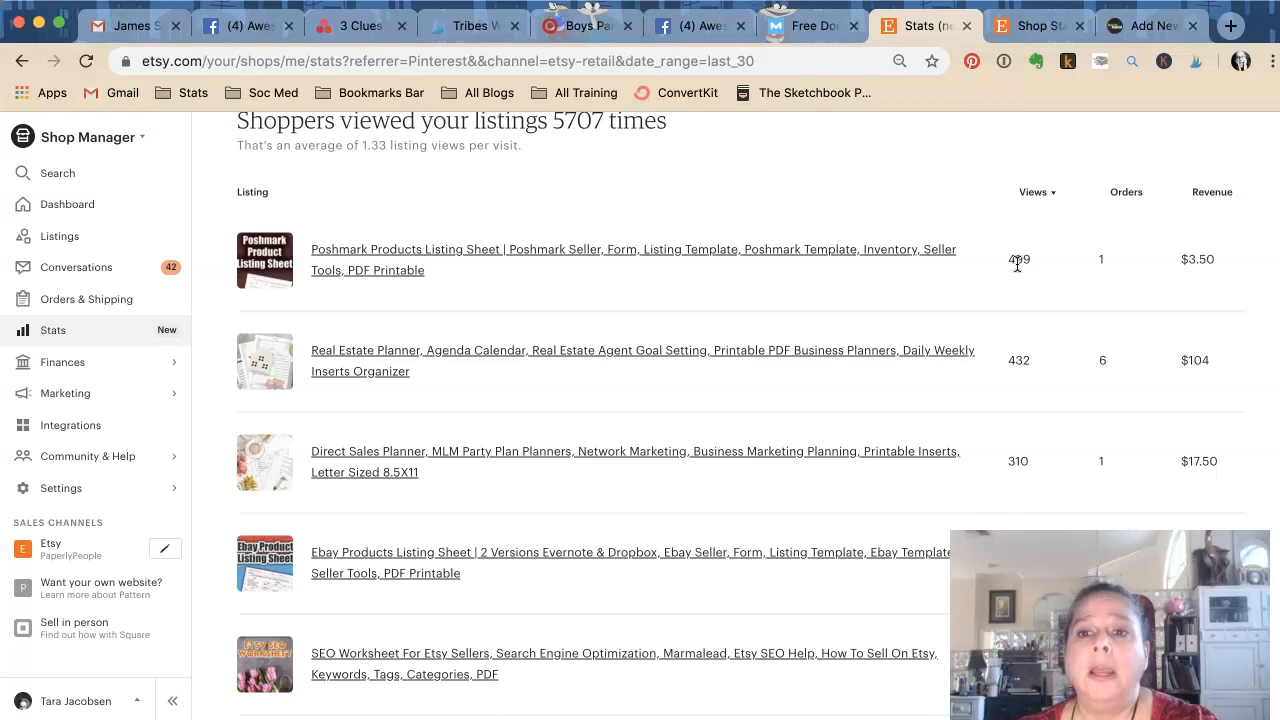 James S
(4) Awes
3 Clues
Tribes W
Boys Pa
(4) Awes
Free Do
Stats (ne
Shop Sta
Add New
etsy.com/your/shops/me/stats?referrer=Pinterest&&channel=etsy-retail&date_range=last_30
Apps
Gmail
Stats
Soc Med
Bookmarks Bar
All Blogs
All Training
ConvertKit
The Sketchbook P...
Shop Manager
Search
Dashboard
Listings
Conversations 42
Orders & Shipping
Stats New
Finances
Marketing
Integrations
Community & Help
Settings
SALES CHANNELS
Etsy
PaperlyPeople
P
Want your own website?
Learn more about Pattern
Sell in person
Find out how with Square
Tara Jacobsen
Shoppers viewed your listings 5707 times
That's an average of 1.33 listing views per visit.
Listing Views Orders Revenue
Poshmark
Product
Listing Sheet
Poshmark Products Listing Sheet | Poshmark Seller, Form, Listing Template, Poshmark Template, Inventory, Seller
Tools, PDF Printable
1 $3.50
Real Estate Planner, Agenda Calendar, Real Estate Agent Goal Setting, Printable PDF Business Planners, Daily Weekly
Inserts Organizer
432 6 $104
Direct Sales Planner, MLM Party Plan Planners, Network Marketing, Business Marketing Planning, Printable Inserts,
Letter Sized 8.5X11
310 1 $17.50
Ebay Product
Listing Sheet
Ebay Products Listing Sheet | 2 Versions Evernote & Dropbox, Ebay Seller, Form, Listing Template, Ebay Template
Seller Tools, PDF Printable
ETSY SEO
WORKSHEET
SEO Worksheet For Etsy Sellers, Search Engine Optimization, Marmalead, Etsy SEO Help, How To Sell On Etsy,
Keywords, Tags, Categories, PDF